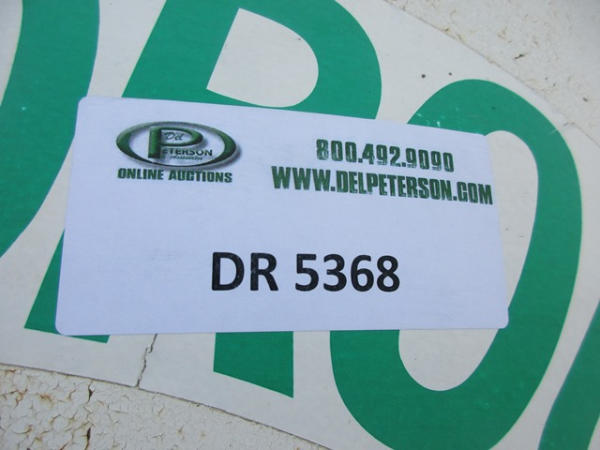 Del
PETERSON
ONLINE AUCTIONS
800.492.9090
WWW.DELPETERSON.COM
DR 5368